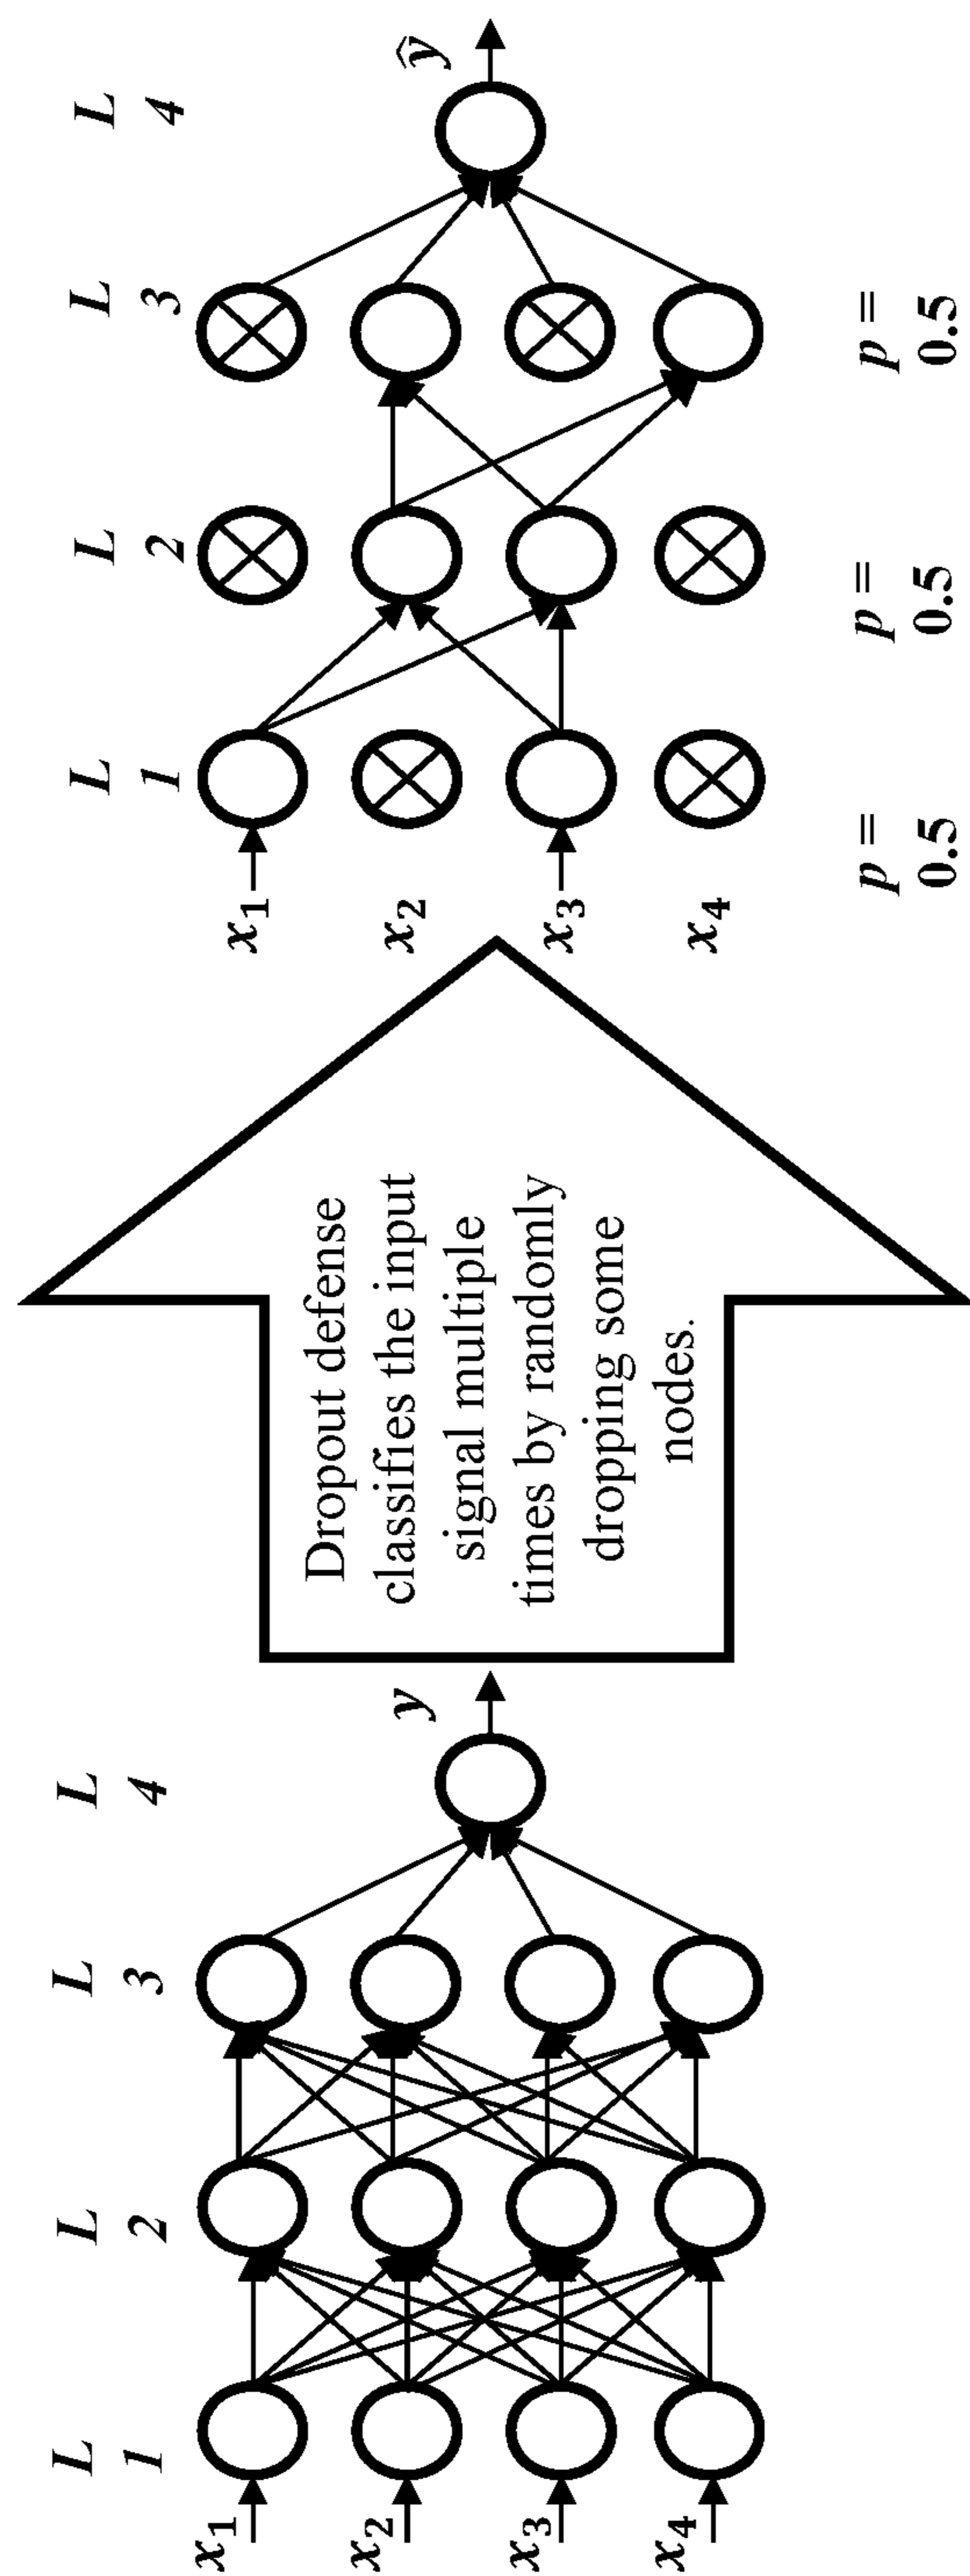 L
1
L
2
L
3
L
4
x₁
x₂
x₃
x₄
y
Dropout defense
classifies the input
signal multiple
times by randomly
dropping some
nodes.
L
1
L
2
L
3
L
4
x₁
x₂
x₃
x₄
ŷ
p =
0.5
p =
0.5
p =
0.5